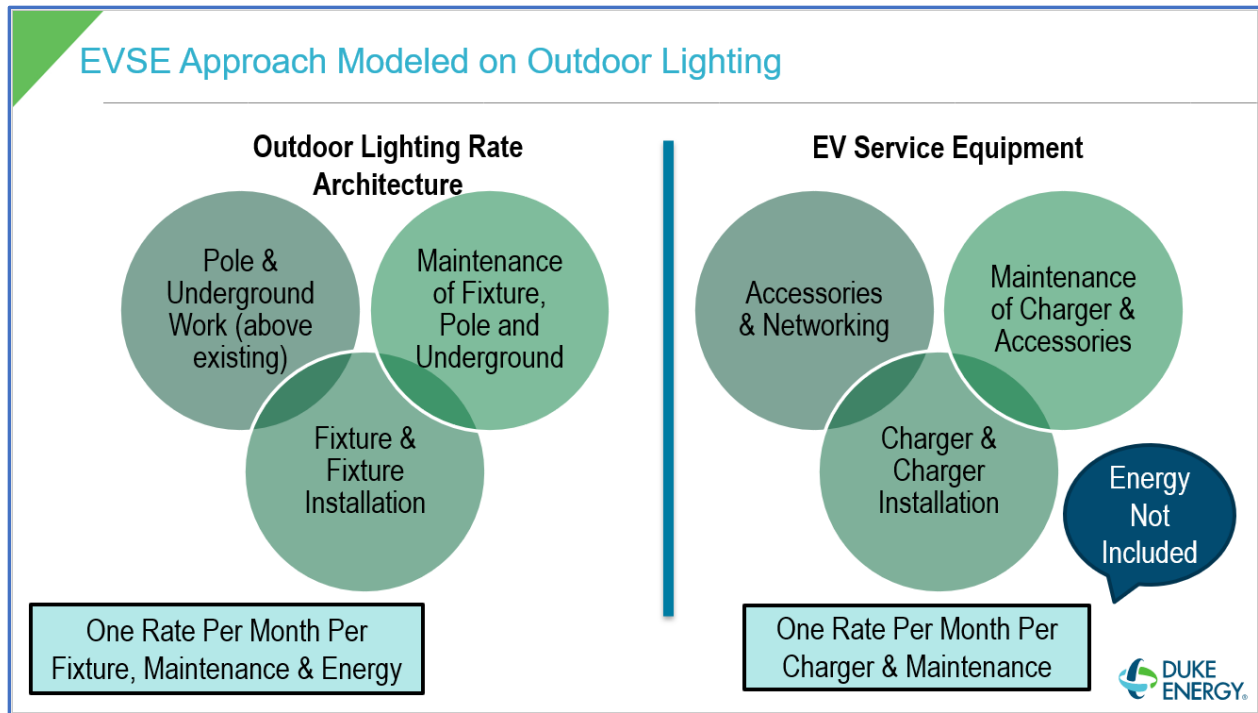 EVSE Approach Modeled on Outdoor Lighting
Outdoor Lighting Rate
Architecture
Pole &
Underground
Work (above
existing)
Maintenance
of Fixture,
Pole and
Underground
Fixture &
Fixture
Installation
One Rate Per Month Per
Fixture, Maintenance & Energy
EV Service Equipment
Accessories
& Networking
Maintenance
of Charger &
Accessories
Charger &
Charger
Installation
Energy
Not
Included
One Rate Per Month Per
Charger & Maintenance
DUKE
ENERGY®